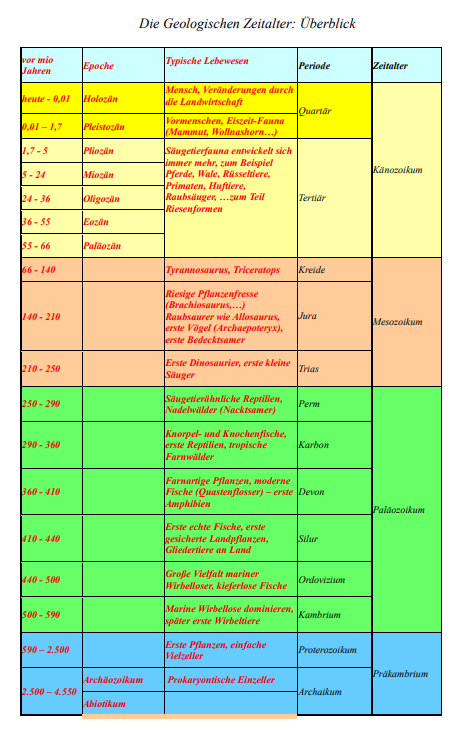 Die Geologischen Zeitalter: Überblick
vor mio
Jahren
Epoche
Typische Lebewesen
Periode
Zeitalter
heute - 0,01
Holozän
Mensch, Veränderungen durch
die Landwirtschaft
Quartär
Känozoikum
0,01 – 1,7
Pleistozän
Vormenschen, Eiszeit-Fauna
(Mammut, Wollnashorn…)
1,7 - 5
Pliozän
Säugetierfauna entwickelt sich
immer mehr, zum Beispiel
Pferde, Wale, Rüsseltiere,
Primaten, Huftiere,
Raubsäuger, …zum Teil
Riesenformen
Tertiär
5 - 24
Miozän
24 - 36
Oligozän
36 - 55
Eozän
55 - 66
Paläozän
66 - 140
Tyrannosaurus, Triceratops
Kreide
Mesozoikum
140 - 210
Riesige Pflanzenfresse
(Brachiosaurus,…)
Raubsaurer wie Allosaurus,
erste Vögel (Archaepoteryx),
erste Bedecktsamer
Jura
210 - 250
Erste Dinosaurier, erste kleine
Säuger
Trias
250 - 290
Säugetierähnliche Reptilien,
Nadelwälder (Nacktsamer)
Perm
Paläozoikum
290 - 360
Knorpel- und Knochenfische,
erste Reptilien, tropische
Farnwälder
Karbon
360 - 410
Farnartige Pflanzen, moderne
Fische (Quastenflosser) – erste
Amphibien
Devon
410 - 440
Erste echte Fische, erste
gesicherte Landpflanzen,
Gliedertiere an Land
Silur
440 - 500
Große Vielfalt mariner
Wirbelloser, kieferlose Fische
Ordovizium
500 - 590
Marine Wirbellose dominieren,
später erste Wirbeltiere
Kambrium
590 – 2.500
Erste Pflanzen, einfache
Vielzeller
Proterozoikum
Präkambrium
2.500 – 4.550
Archäozoikum
Prokaryontische Einzeller
Archaikum
Abiotikum